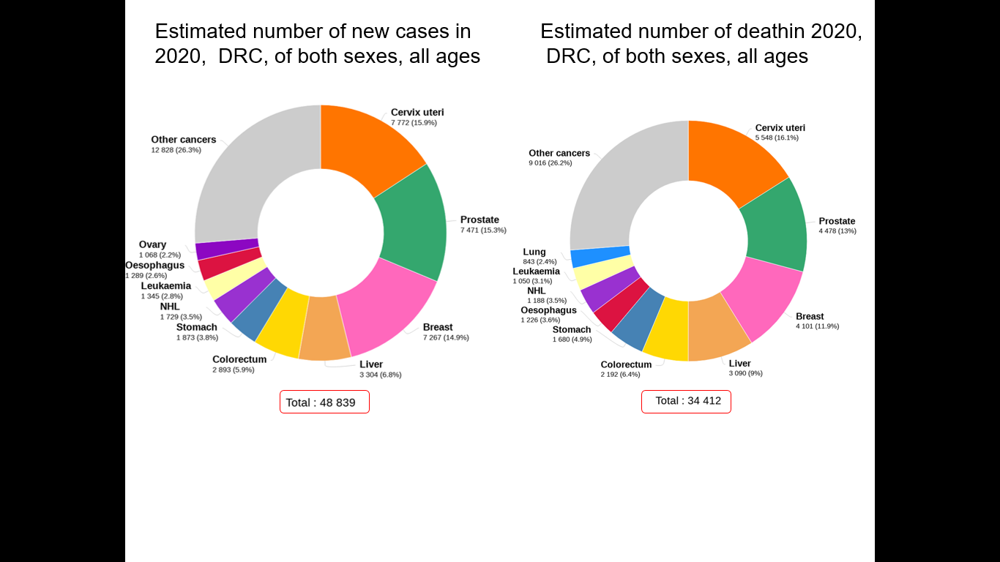 Estimated number of new cases in
2020, DRC, of both sexes, all ages
Cervix uteri
7 772 (15.9%)
Other cancers
12 828 (26.3%)
Prostate
7 471 (15.3%)
Ovary
1 068 (2.2%)
Oesophagus
1 289 (2.6%)
Leukaemia
1 345 (2.8%)
NHL
1 729 (3.5%)
Stomach
1 873 (3.8%)
Breast
7 267 (14.9%)
Colorectum
2 893 (5.9%)
Liver
3 304 (6.8%)
Total : 48 839
Estimated number of deathin 2020,
DRC, of both sexes, all ages
Cervix uteri
5 548 (16.1%)
Other cancers
9 016 (26.2%)
Prostate
4 478 (13%)
Lung
843 (2.4%)
Leukaemia
1 050 (3.1%)
NHL
1 188 (3.5%)
Oesophagus
1 226 (3.6%)
Breast
4 101 (11.9%)
Stomach
1 680 (4.9%)
Colorectum
2 192 (6.4%)
Liver
3 090 (9%)
Total : 34 412